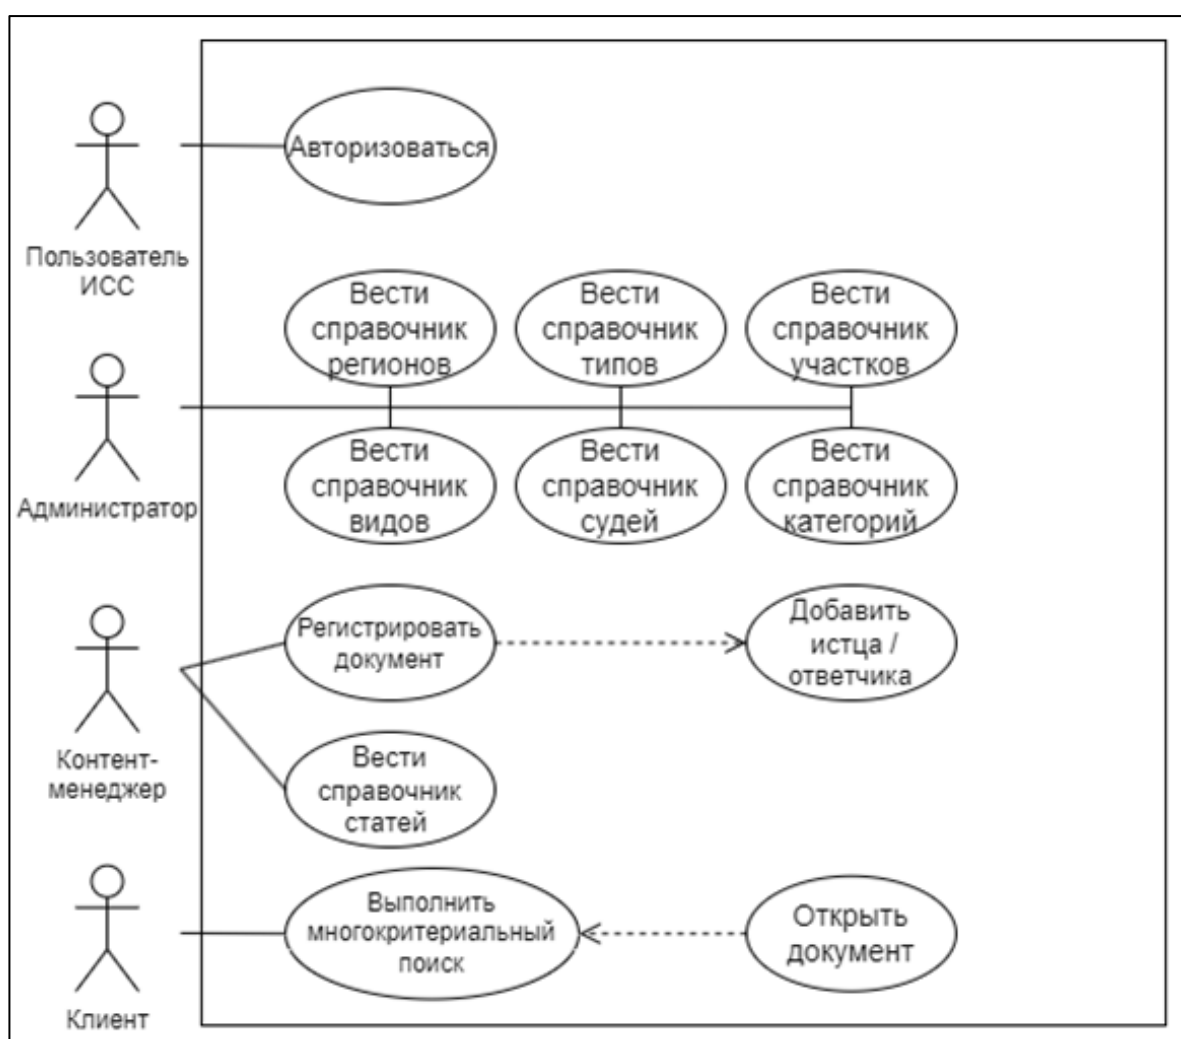 Авторизоваться
Пользователь
ИСС
Вести
справочник
регионов
Вести
справочник
типов
Вести
справочник
участков
Администратор
Вести
справочник
видов
Вести
справочник
судей
Вести
справочник
категорий
Контент-
менеджер
Регистрировать
документ
Добавить
истца /
ответчика
Вести
справочник
статей
Клиент
Выполнить
многокритериальный
поиск
Открыть
документ